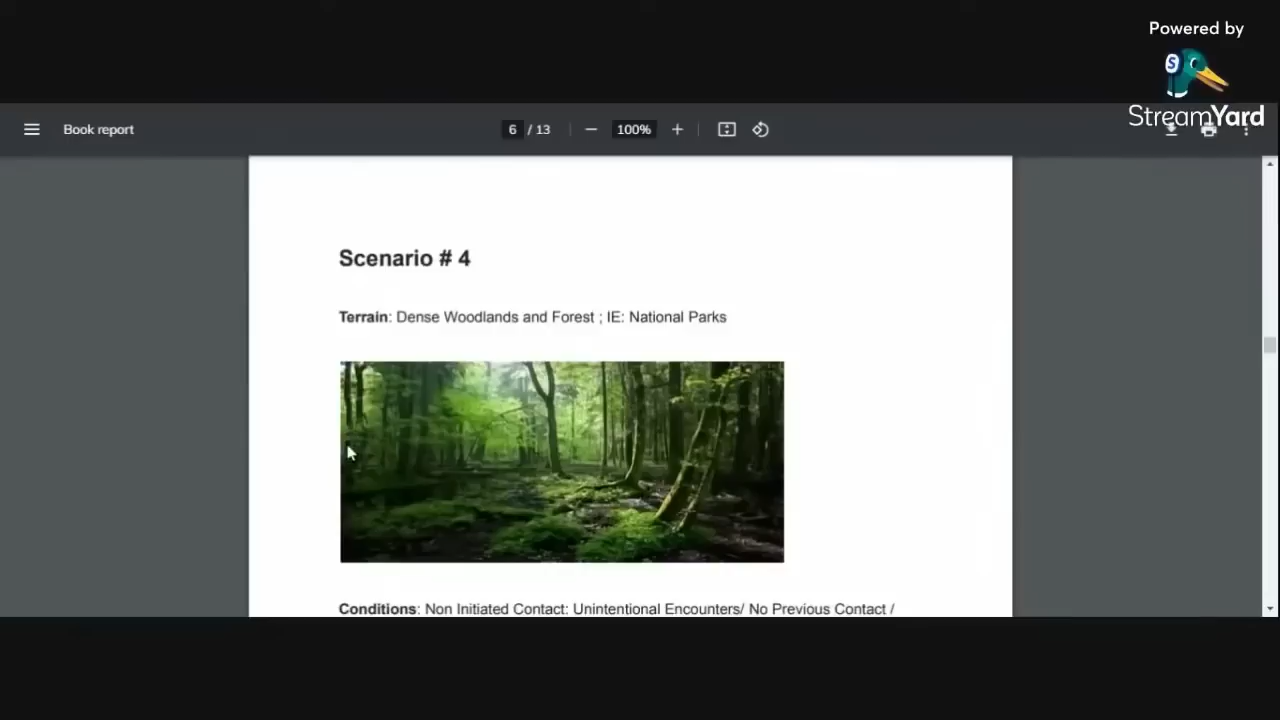 Powered by
S
StreamYard
Book report
6 / 13
100%
Scenario # 4
Terrain: Dense Woodlands and Forest ; IE: National Parks
Conditions: Non Initiated Contact: Unintentional Encounters/ No Previous Contact /